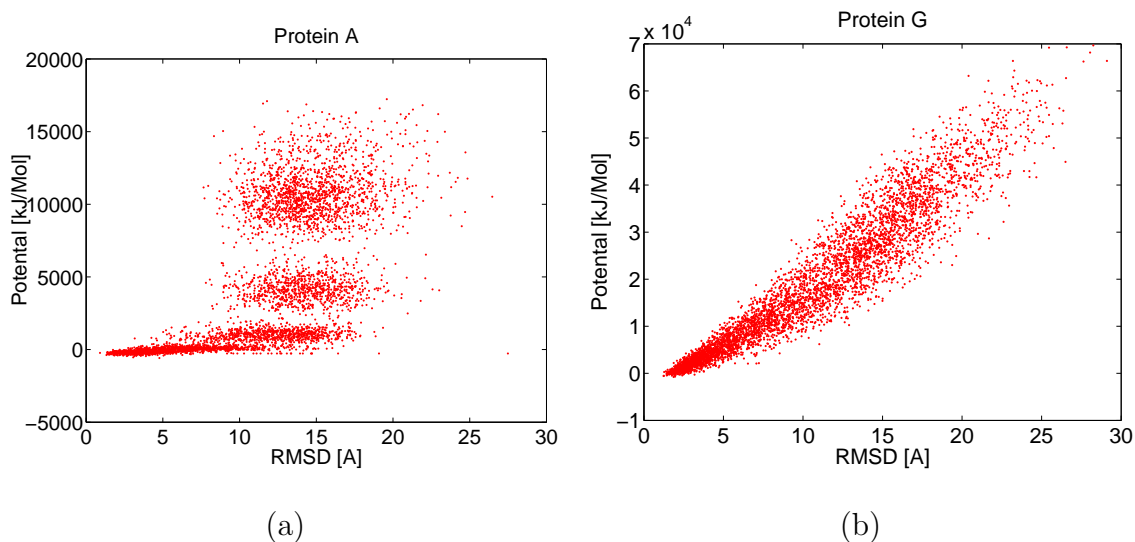 Protein A
20000
15000
10000
5000
0
−5000
Potental [kJ/Mol]
0 5 10 15 20 25 30
RMSD [A]
(a)
Protein G
x 10^4
7
6
5
4
3
2
1
0
−1
Potential [kJ/Mol]
0 5 10 15 20 25 30
RMSD [A]
(b)